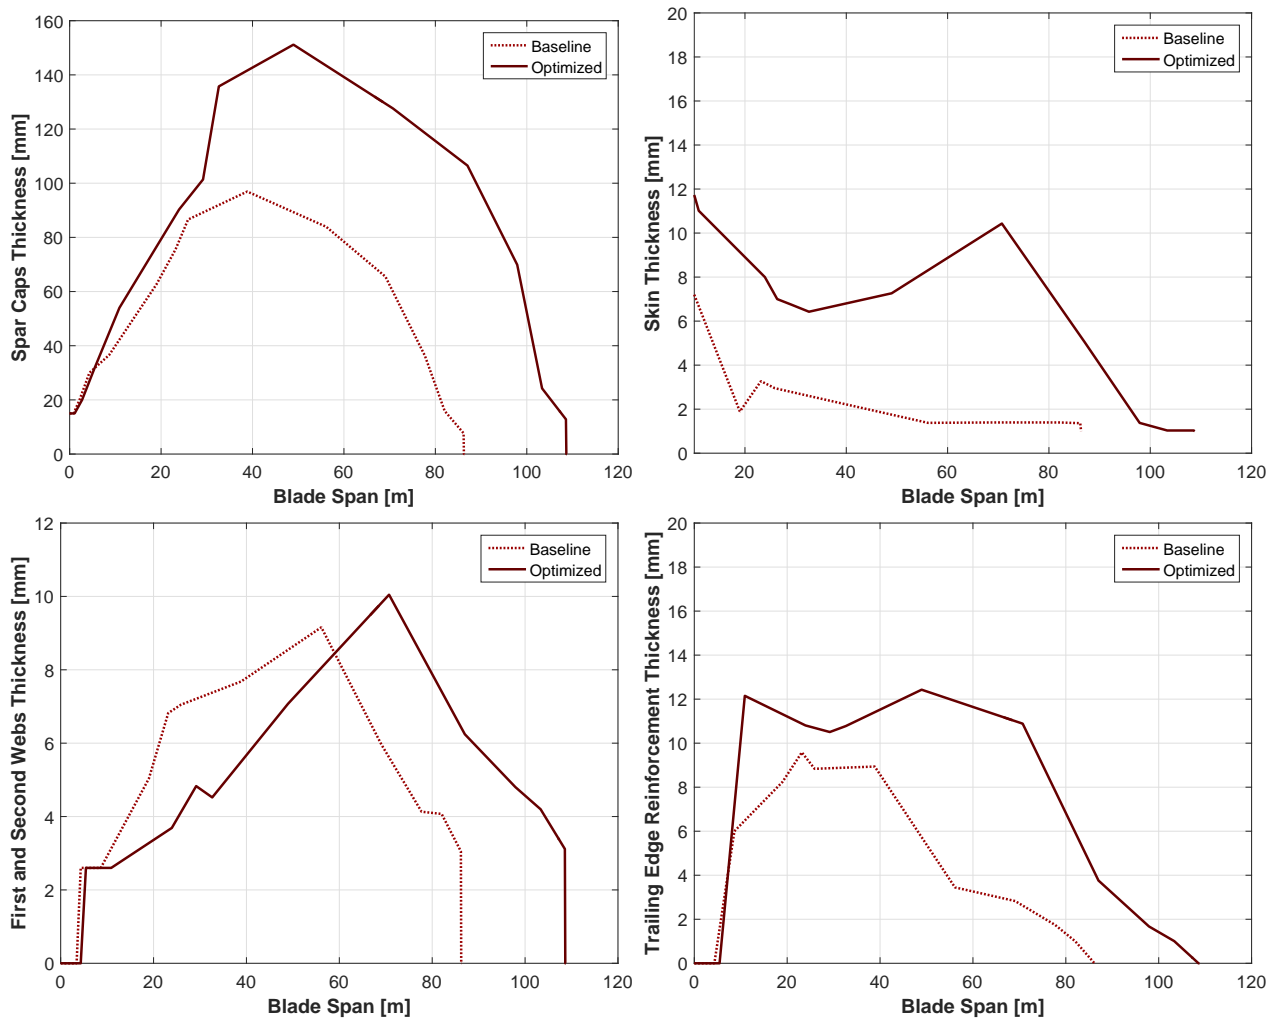 Spar Caps Thickness [mm]
160
140
120
100
80
60
40
20
0
0 20 40 60 80 100 120
Blade Span [m]
Baseline
Optimized
Skin Thickness [mm]
20
18
16
14
12
10
8
6
4
2
0
20 40 60 80 100 120
Blade Span [m]
Baseline
Optimized
First and Second Webs Thickness [mm]
12
10
8
6
4
2
0
0 20 40 60 80 100 120
Blade Span [m]
Baseline
Optimized
Trailing Edge Reinforcement Thickness [mm]
20
18
16
14
12
10
8
6
4
2
0
0 20 40 60 80 100 120
Blade Span [m]
Baseline
Optimized